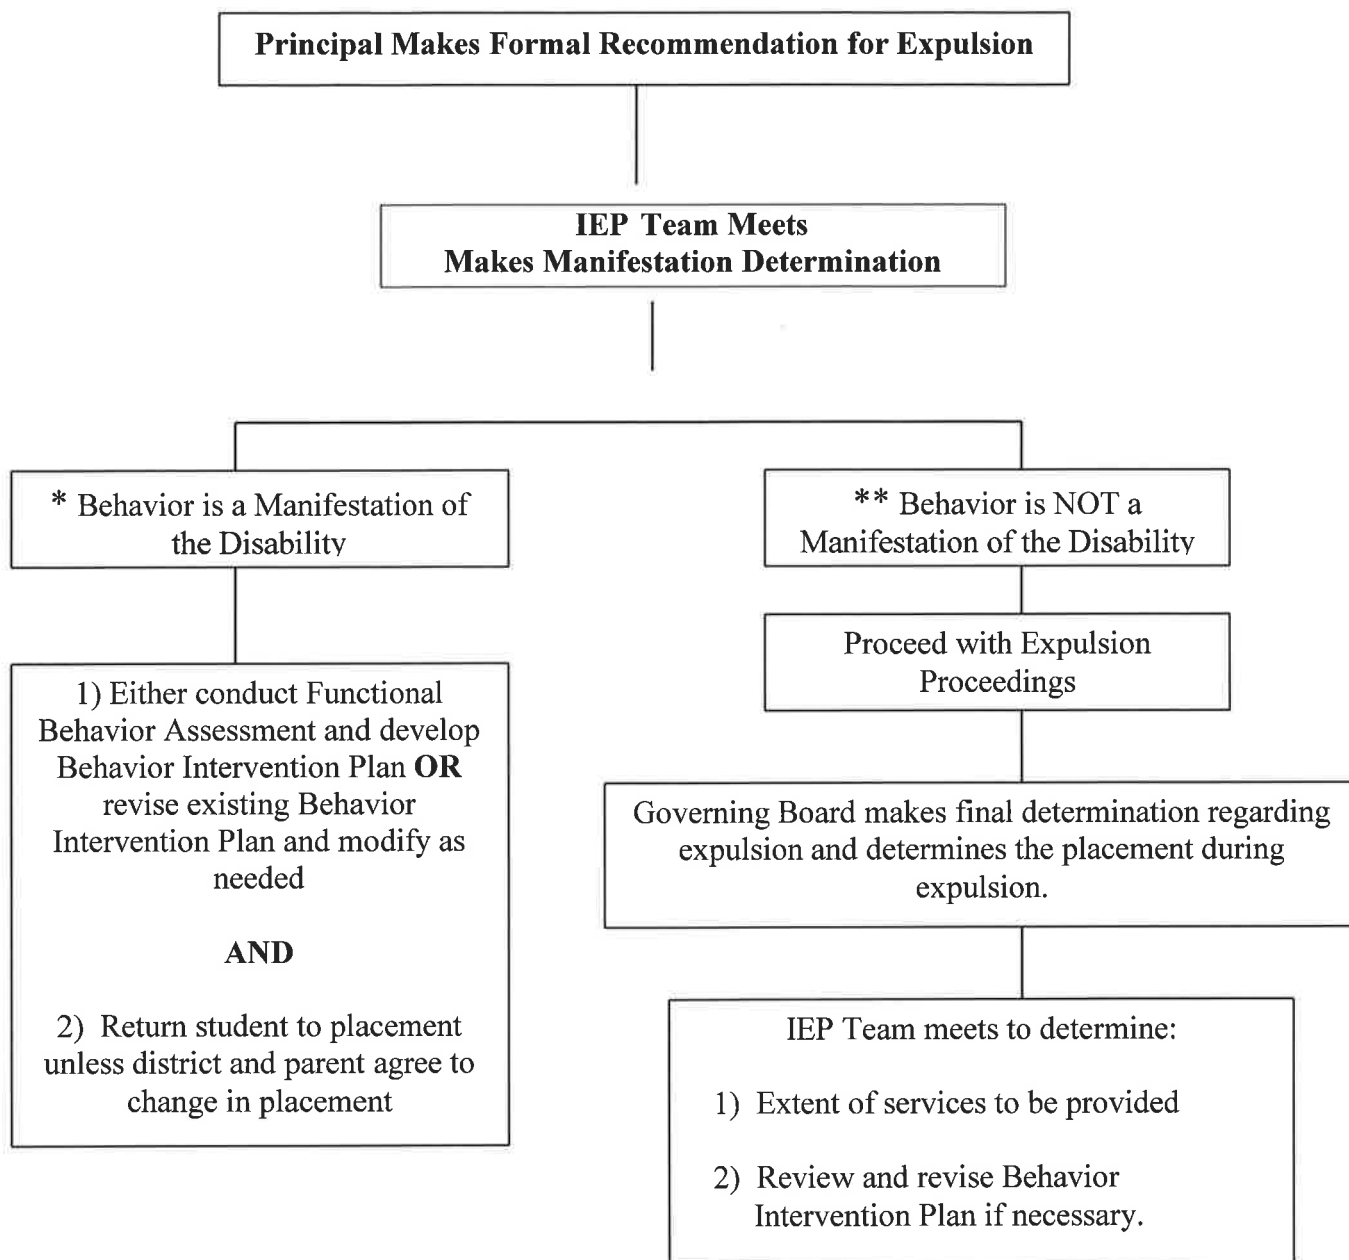 Principal Makes Formal Recommendation for Expulsion
IEP Team Meets
Makes Manifestation Determination
* Behavior is a Manifestation of
the Disability
** Behavior is NOT a
Manifestation of the Disability
Proceed with Expulsion
Proceedings
1) Either conduct Functional
Behavior Assessment and develop
Behavior Intervention Plan OR
revise existing Behavior
Intervention Plan and modify as
needed
AND
2) Return student to placement
unless district and parent agree to
change in placement
Governing Board makes final determination regarding
expulsion and determines the placement during
expulsion.
IEP Team meets to determine:
1) Extent of services to be provided
2) Review and revise Behavior
Intervention Plan if necessary.